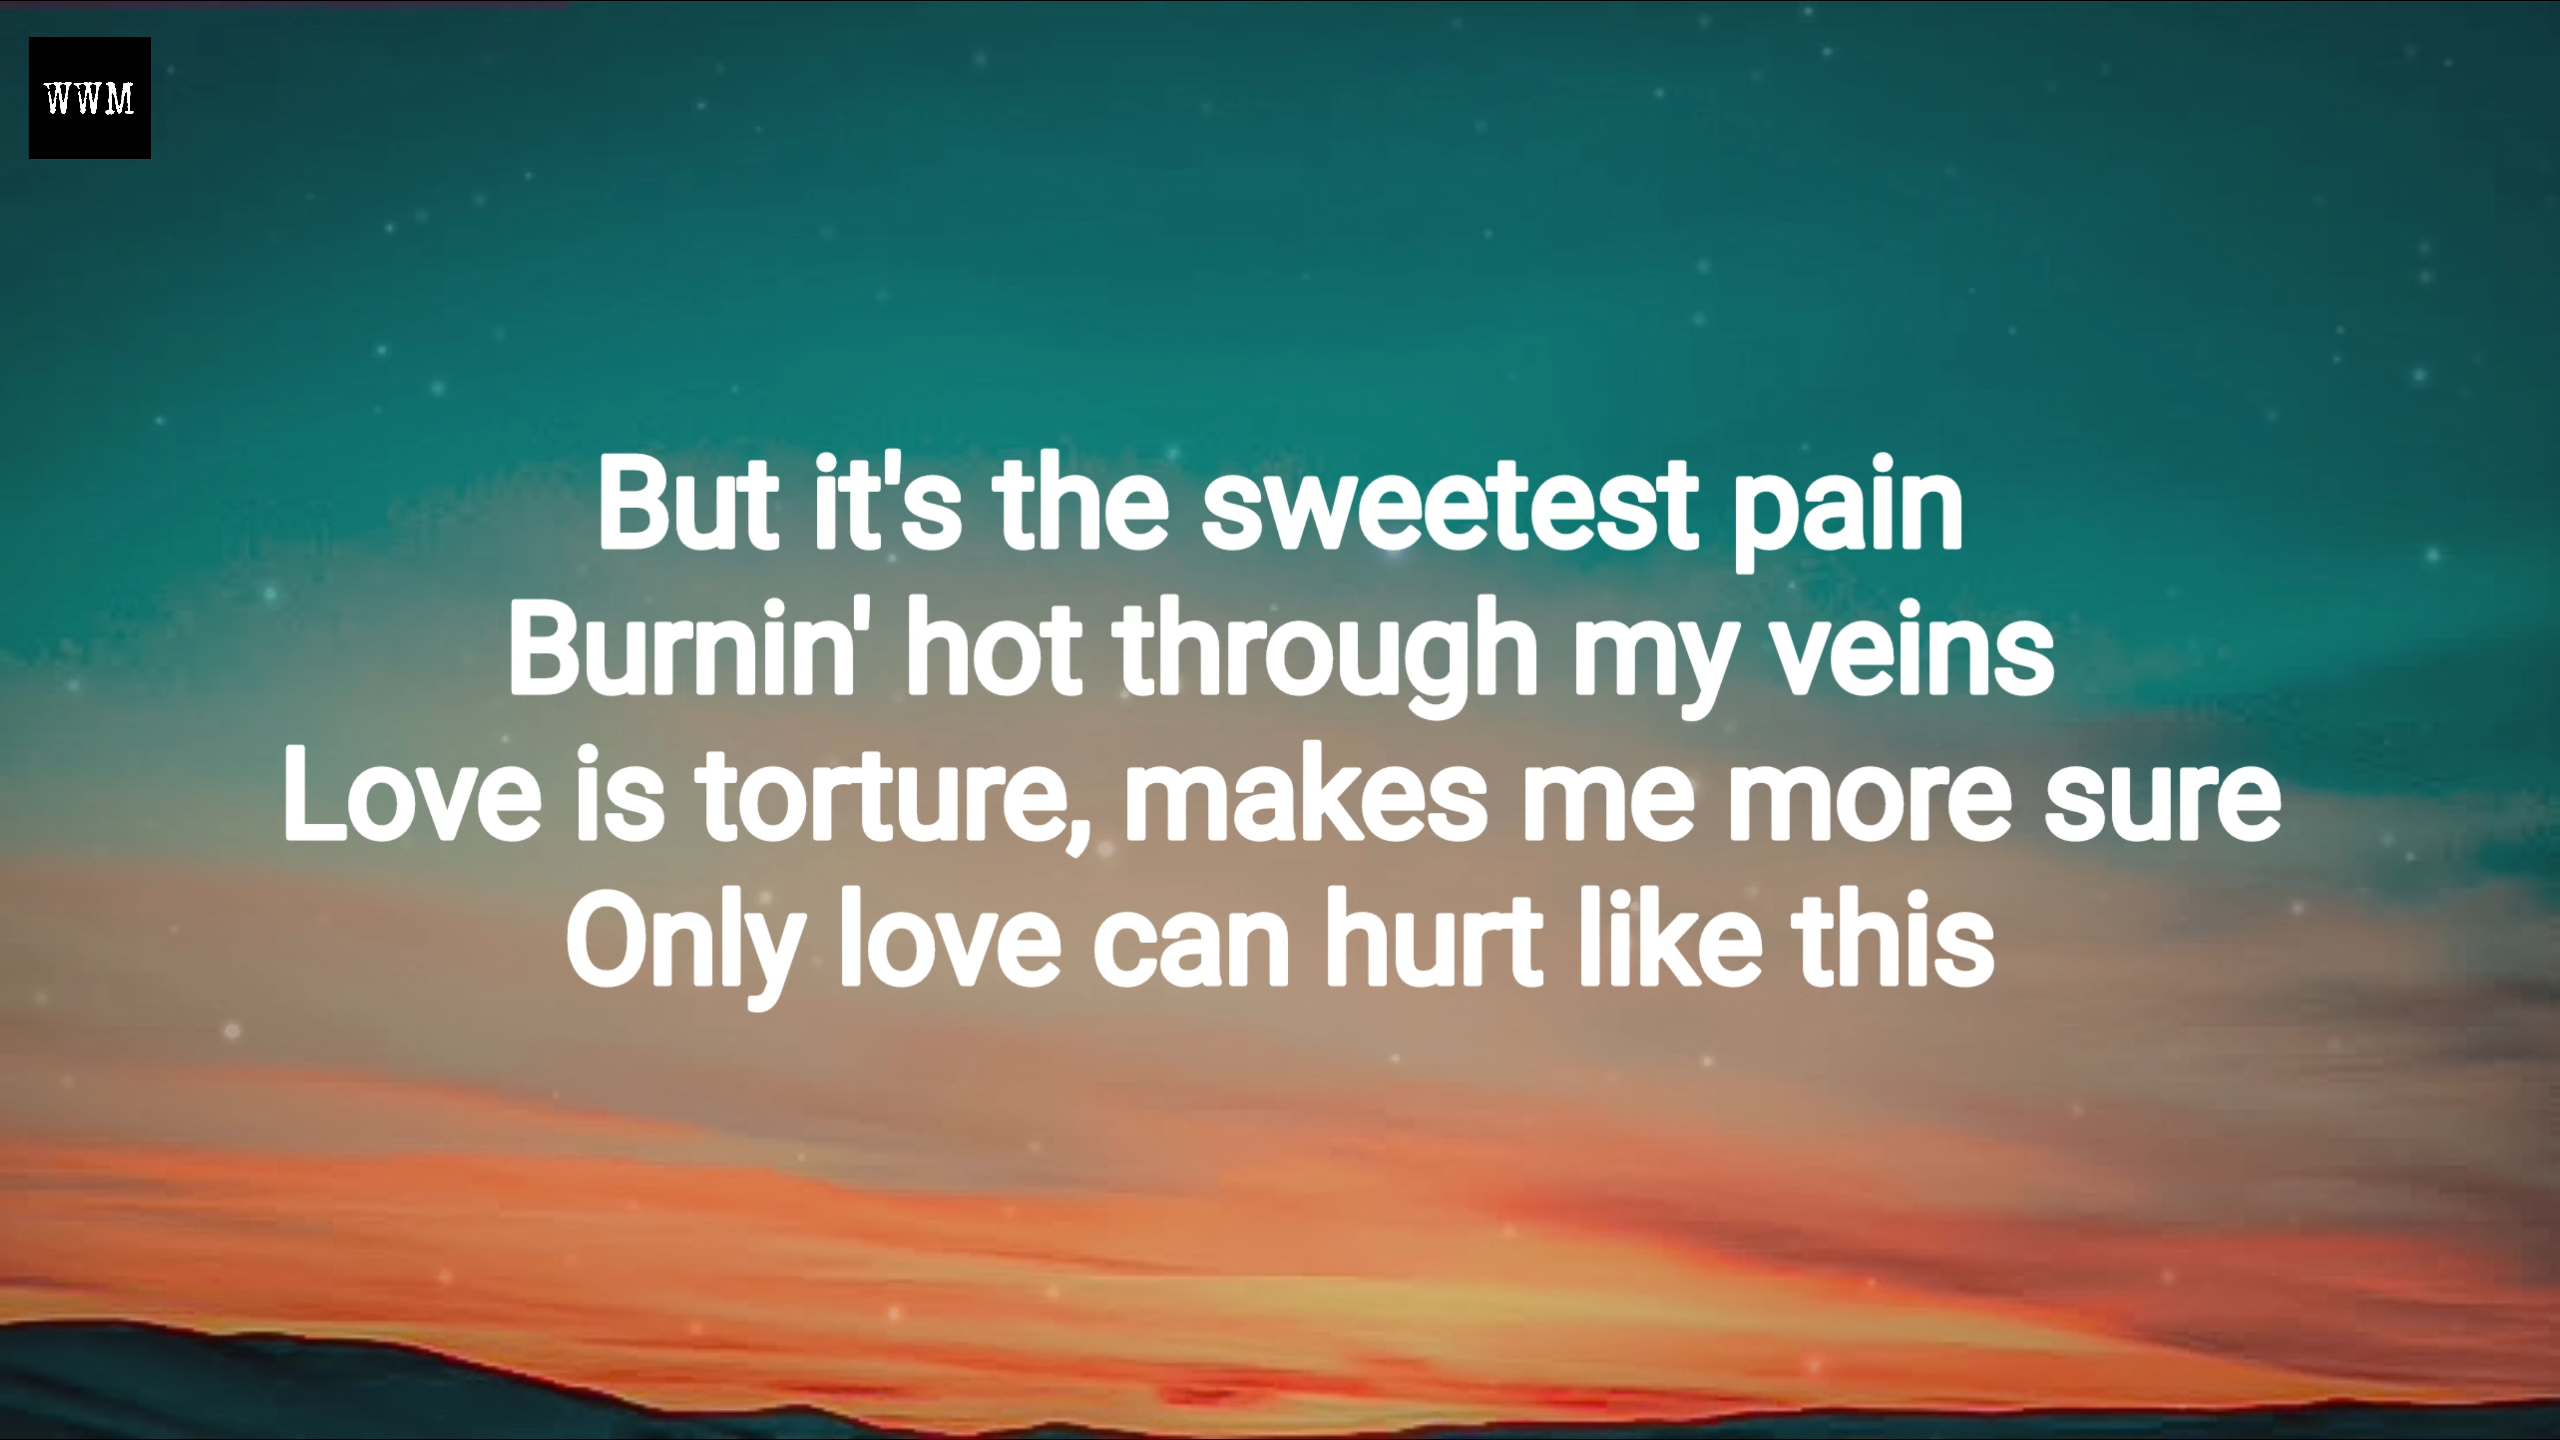 WWM
But it's the sweetest pain
Burnin' hot through my veins
Love is torture, makes me more sure
Only love can hurt like this